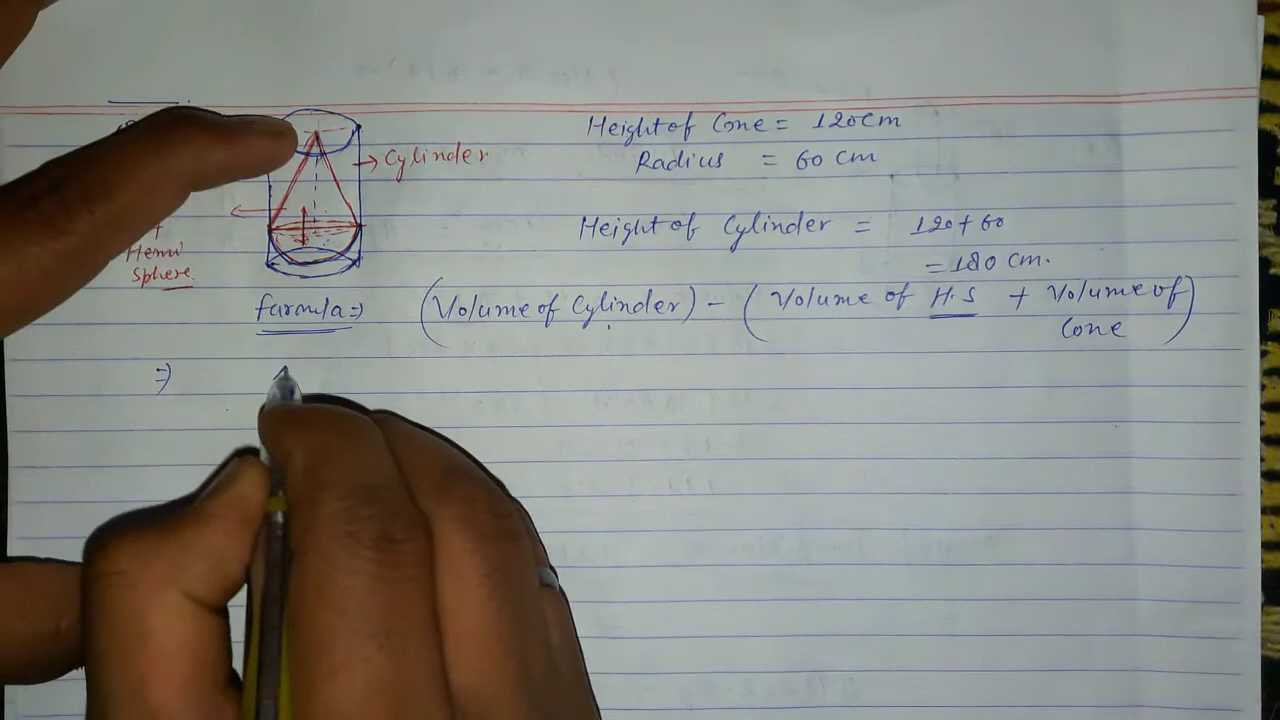 Height of Cone = 120cm
Radius = 60 cm
→ Cylinder
Height of Cylinder = 120+60
= 180 cm.
+
Hemi
Sphere.
farmula ⇒ (Volume of Cylinder) - ( Volume of H.S + Volume of Cone )
⇒